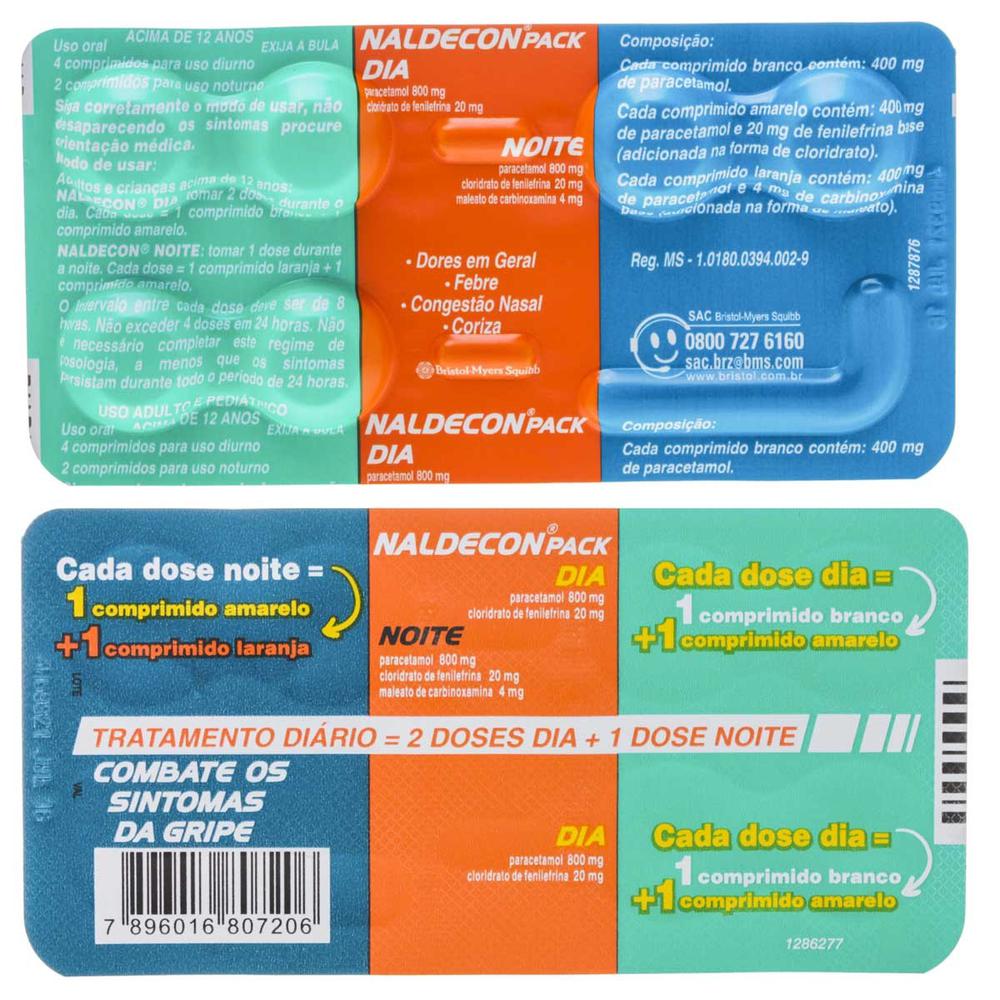 ACIMA DE 12 ANOS
Uso oral EXIJA A BULA
4 comprimidos para uso diurno
2 comprimidos para uso noturno
Siga corretamente o modo de usar, não
desaparecendo os sintomas procure
orientação médica.
Modo de usar:
Adultos e crianças acima de 12 anos:
NALDECON® DIA: tomar 2 doses durante o
dia. Cada dose = 1 comprimido branco +
comprimido amarelo.
NALDECON® NOITE: tomar 1 dose durante
a noite. Cada dose = 1 comprimido laranja + 1
comprimido amarelo.
O intervalo entre cada dose deve ser de 8
horas. Não exceder 4 doses em 24 horas. Não
é necessário completar este regime de
posologia, a menos que os sintomas
persistam durante todo o período de 24 horas.
USO ADULTO E PEDIÁTRICO
ACIMA DE 12 ANOS
Uso oral EXIJA A BULA
4 comprimidos para uso diurno
2 comprimidos para uso noturno
NALDECON® PACK
DIA
paracetamol 800 mg
cloridrato de fenilefrina 20 mg
NOITE
paracetamol 800 mg
cloridrato de fenilefrina 20 mg
maleato de carbinoxamina 4 mg
• Dores em Geral
• Febre
• Congestão Nasal
• Coriza
Bristol-Myers Squibb
NALDECON® PACK
DIA
paracetamol 800 mg
Composição:
Cada comprimido branco contém: 400 mg
de paracetamol.
Cada comprimido amarelo contém: 400 mg
de paracetamol e 20 mg de fenilefrina base
(adicionada na forma de cloridrato).
Cada comprimido laranja contém: 400 mg
de paracetamol e 4 mg de carbinoxamina
base (adicionada na forma de maleato).
Reg. MS - 1.0180.0394.002-9
1287876
SAC Bristol-Myers Squibb
0800 727 6160
sac.brz@bms.com
www.bristol.com.br
Composição:
Cada comprimido branco contém: 400 mg
de paracetamol.
Cada dose noite =
1 comprimido amarelo
+1 comprimido laranja
LOTE
VAL
NALDECON® PACK
DIA
paracetamol 800 mg
cloridrato de fenilefrina 20 mg
NOITE
paracetamol 800 mg
cloridrato de fenilefrina 20 mg
maleato de carbinoxamina 4 mg
Cada dose dia =
1 comprimido branco
+1 comprimido amarelo
TRATAMENTO DIÁRIO = 2 DOSES DIA + 1 DOSE NOITE
COMBATE OS
SINTOMAS
DA GRIPE
7 896016 807206
DIA
paracetamol 800 mg
cloridrato de fenilefrina 20 mg
Cada dose dia =
1 comprimido branco
+1 comprimido amarelo
1286277